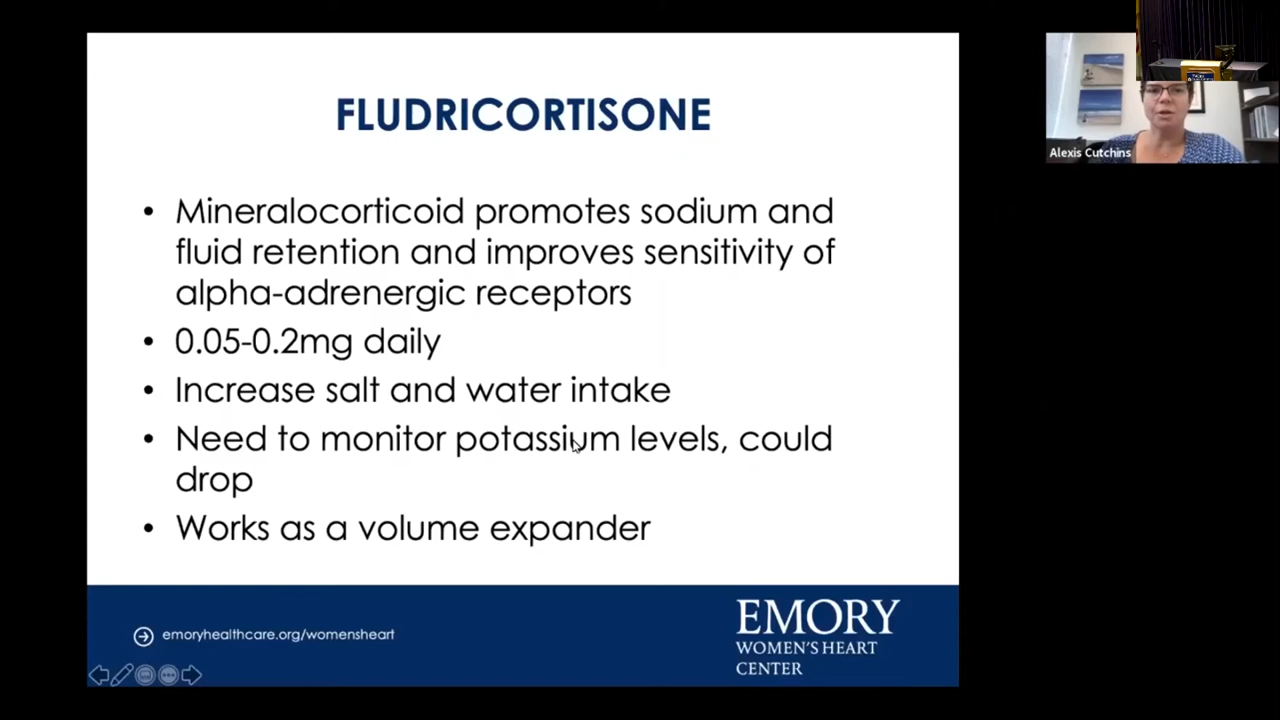 FLUDRICORTISONE
• Mineralocorticoid promotes sodium and
fluid retention and improves sensitivity of
alpha-adrenergic receptors
• 0.05-0.2mg daily
• Increase salt and water intake
• Need to monitor potassium levels, could
drop
• Works as a volume expander
emoryhealthcare.org/womensheart
EMORY
WOMEN'S HEART
CENTER
Alexis Cutchins